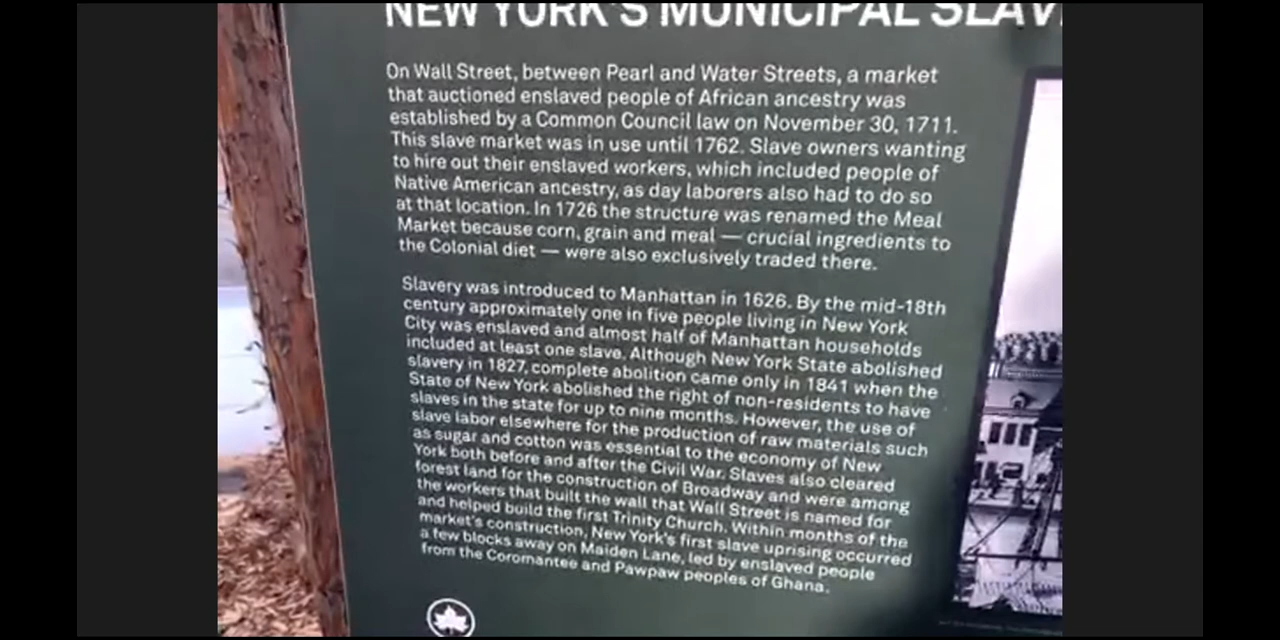 NEW YORK'S MUNICIPAL SLAV
On Wall Street, between Pearl and Water Streets, a market
that auctioned enslaved people of African ancestry was
established by a Common Council law on November 30, 1711.
This slave market was in use until 1762. Slave owners wanting
to hire out their enslaved workers, which included people of
Native American ancestry, as day laborers also had to do so
at that location. In 1726 the structure was renamed the Meal
Market because corn, grain and meal — crucial ingredients to
the Colonial diet — were also exclusively traded there.
Slavery was introduced to Manhattan in 1626. By the mid-18th
century approximately one in five people living in New York
City was enslaved and almost half of Manhattan households
included at least one slave. Although New York State abolished
slavery in 1827, complete abolition came only in 1841 when the
State of New York abolished the right of non-residents to have
slaves in the state for up to nine months. However, the use of
slave labor elsewhere for the production of raw materials such
as sugar and cotton was essential to the economy of New
York both before and after the Civil War. Slaves also cleared
forest land for the construction of Broadway and were among
the workers that built the wall that Wall Street is named for
and helped build the first Trinity Church. Within months of the
market's construction, New York's first slave uprising occurred
a few blocks away on Maiden Lane, led by enslaved people
from the Coromantee and Pawpaw peoples of Ghana.